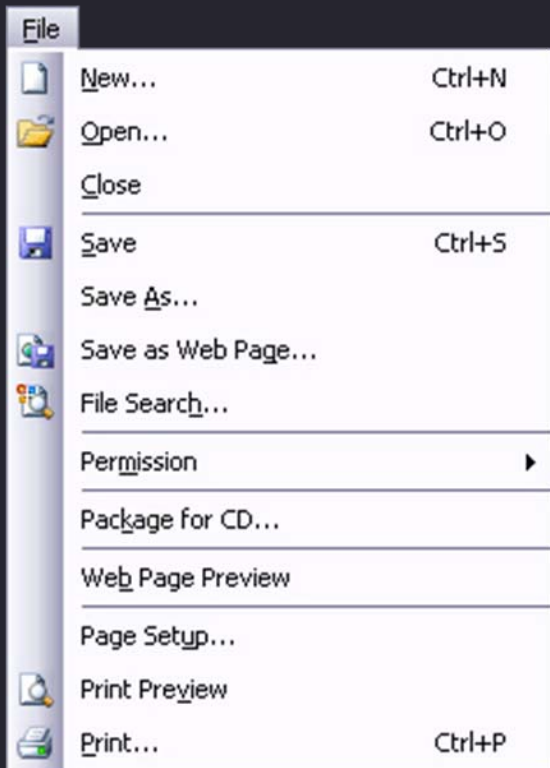 File
New... Ctrl+N
Open... Ctrl+O
Close
Save Ctrl+S
Save As...
Save as Web Page...
File Search...
Permission
Package for CD...
Web Page Preview
Page Setup...
Print Preview
Print... Ctrl+P